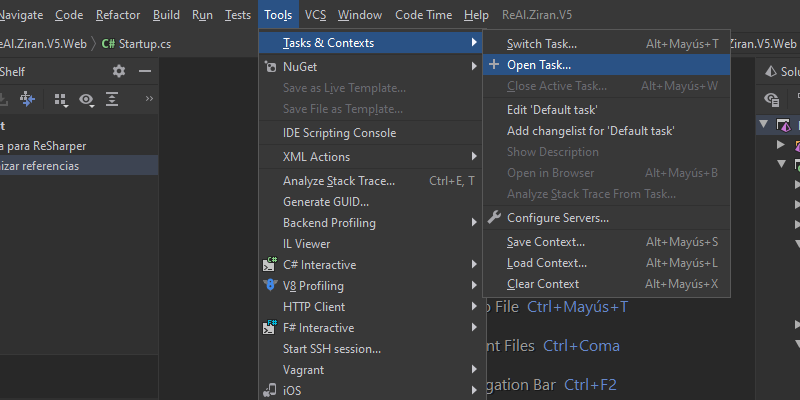 Navigate Code Refactor Build Run Tests Tools VCS Window Code Time Help ReAl.Ziran.V5
ReAl.Ziran.V5.Web C# Startup.cs
Shelf
para ReSharper
referencias
Tasks & Contexts
NuGet
Save as Live Template...
Save File as Template...
IDE Scripting Console
XML Actions
Analyze Stack Trace... Ctrl+E, T
Generate GUID...
Backend Profiling
IL Viewer
C# Interactive
V8 Profiling
HTTP Client
F# Interactive
Start SSH session...
Vagrant
iOS
Switch Task... Alt+Mayús+T
Open Task...
Close Active Task... Alt+Mayús+W
Edit 'Default task'
Add changelist for 'Default task'
Show Description
Open in Browser Alt+Mayús+B
Analyze Stack Trace From Task...
Configure Servers...
Save Context... Alt+Mayús+S
Load Context... Alt+Mayús+L
Clear Context Alt+Mayús+X
Ziran.V5.Web
Solu
File Ctrl+Mayús+T
Files Ctrl+Coma
Bar Ctrl+F2